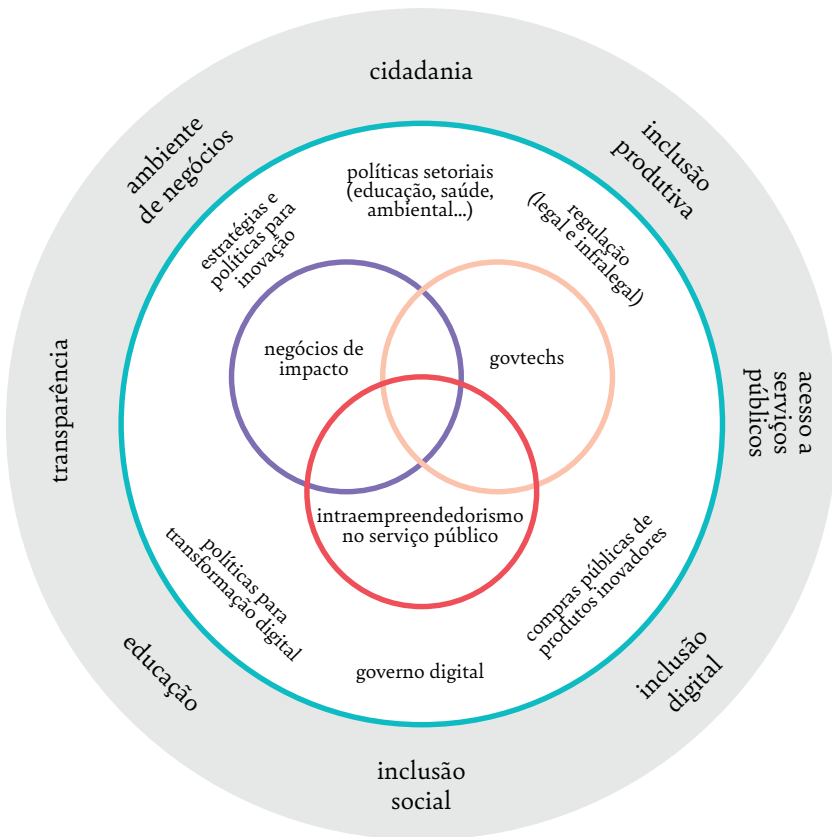 cidadania
ambiente
de negócios
inclusão
produtiva
políticas setoriais
(educação, saúde,
ambiental...)
estratégias e
políticas para
inovação
regulação
(legal e infralegal)
negócios de
impacto
govtechs
transparência
acesso a
serviços
públicos
intraempreendedorismo
no serviço público
políticas para
transformação digital
compras públicas de
produtos inovadores
governo digital
educação
inclusão
digital
inclusão
social